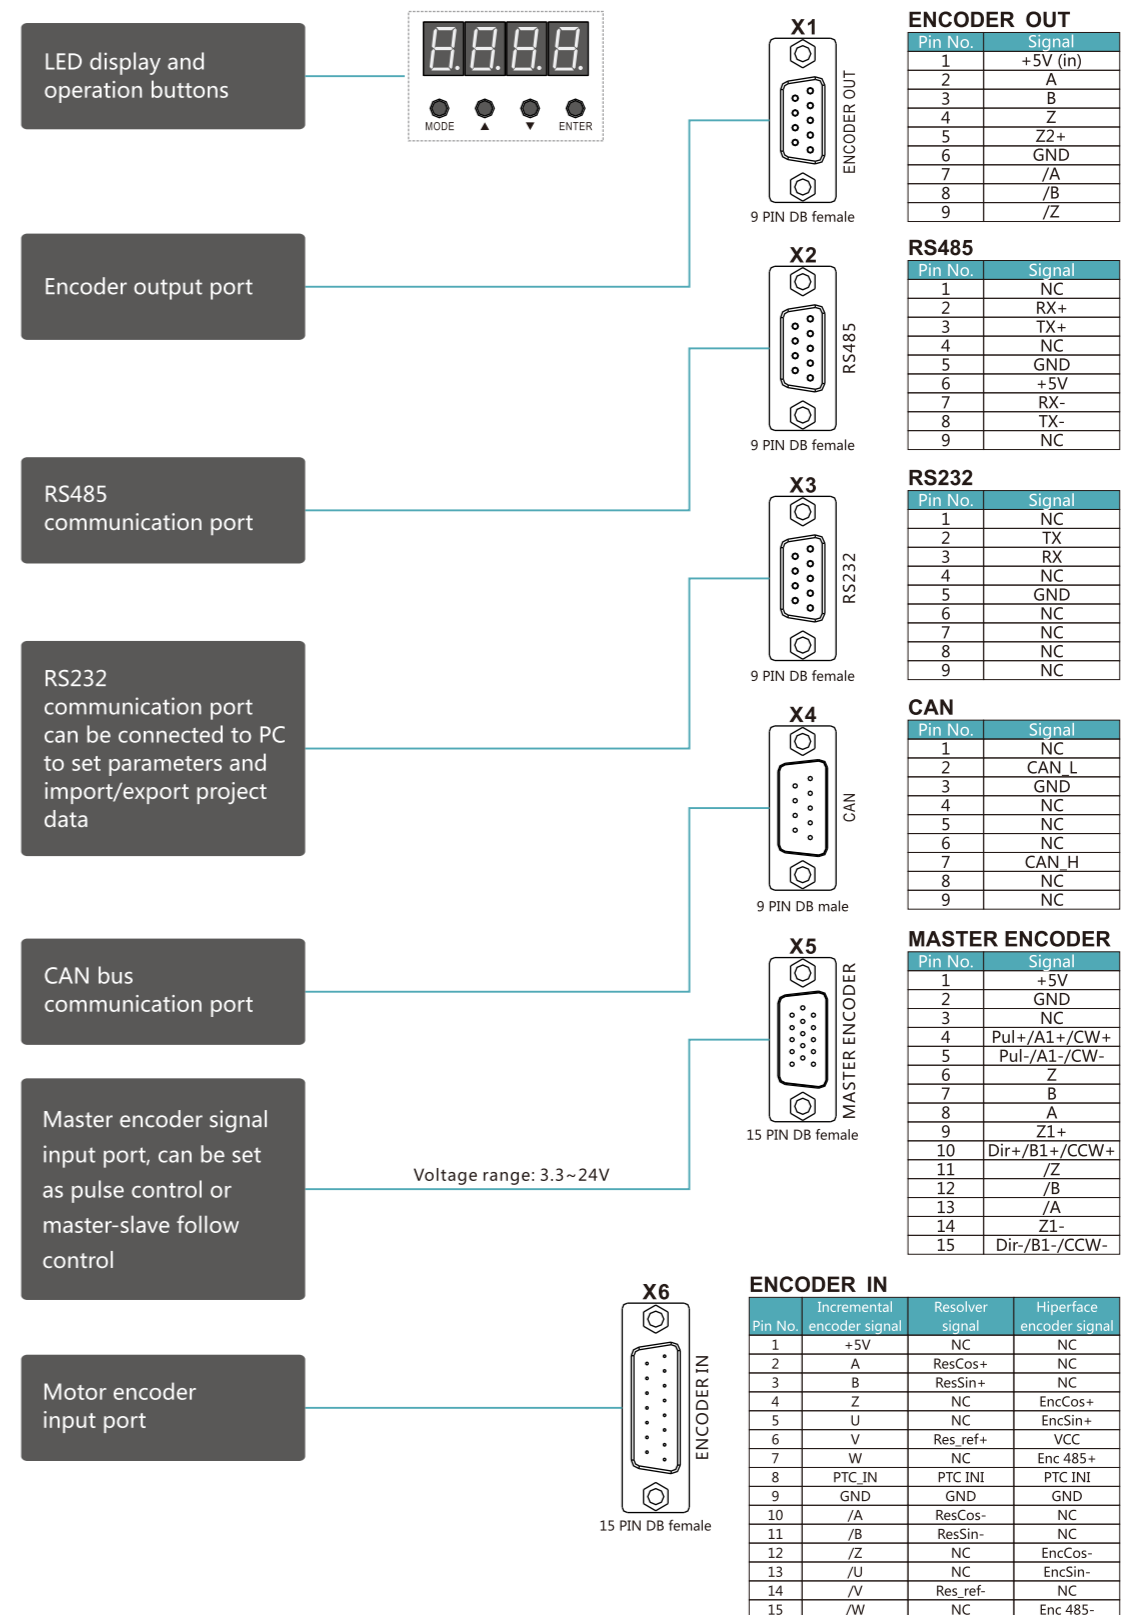 LED display and
operation buttons
MODE ▲ ▼ ENTER
Encoder output port
RS485
communication port
RS232
communication port
can be connected to PC
to set parameters and
import/export project
data
CAN bus
communication port
Master encoder signal
input port, can be set
as pulse control or
master-slave follow
control
Voltage range: 3.3~24V
Motor encoder
input port
X1
ENCODER OUT
9 PIN DB female
ENCODER OUT
Pin No. Signal
1 +5V (in)
2 A
3 B
4 Z
5 Z2+
6 GND
7 /A
8 /B
9 /Z
X2
RS485
9 PIN DB female
RS485
Pin No. Signal
1 NC
2 RX+
3 TX+
4 NC
5 GND
6 +5V
7 RX-
8 TX-
9 NC
X3
RS232
9 PIN DB female
RS232
Pin No. Signal
1 NC
2 TX
3 RX
4 NC
5 GND
6 NC
7 NC
8 NC
9 NC
X4
CAN
9 PIN DB male
CAN
Pin No. Signal
1 NC
2 CAN_L
3 GND
4 NC
5 NC
6 NC
7 CAN_H
8 NC
9 NC
X5
MASTER ENCODER
15 PIN DB female
MASTER ENCODER
Pin No. Signal
1 +5V
2 GND
3 NC
4 Pul+/A1+/CW+
5 Pul-/A1-/CW-
6 Z
7 B
8 A
9 Z1+
10 Dir+/B1+/CCW+
11 /Z
12 /B
13 /A
14 Z1-
15 Dir-/B1-/CCW-
X6
ENCODER IN
15 PIN DB female
ENCODER IN
Incremental Resolver Hiperface
Pin No. encoder signal signal encoder signal
1 +5V NC NC
2 A ResCos+ NC
3 B ResSin+ NC
4 Z NC EncCos+
5 U NC EncSin+
6 V Res_ref+ VCC
7 W NC Enc 485+
8 PTC_IN PTC INI PTC INI
9 GND GND GND
10 /A ResCos- NC
11 /B ResSin- NC
12 /Z NC EncCos-
13 /U NC EncSin-
14 /V Res_ref- NC
15 /W NC Enc 485-